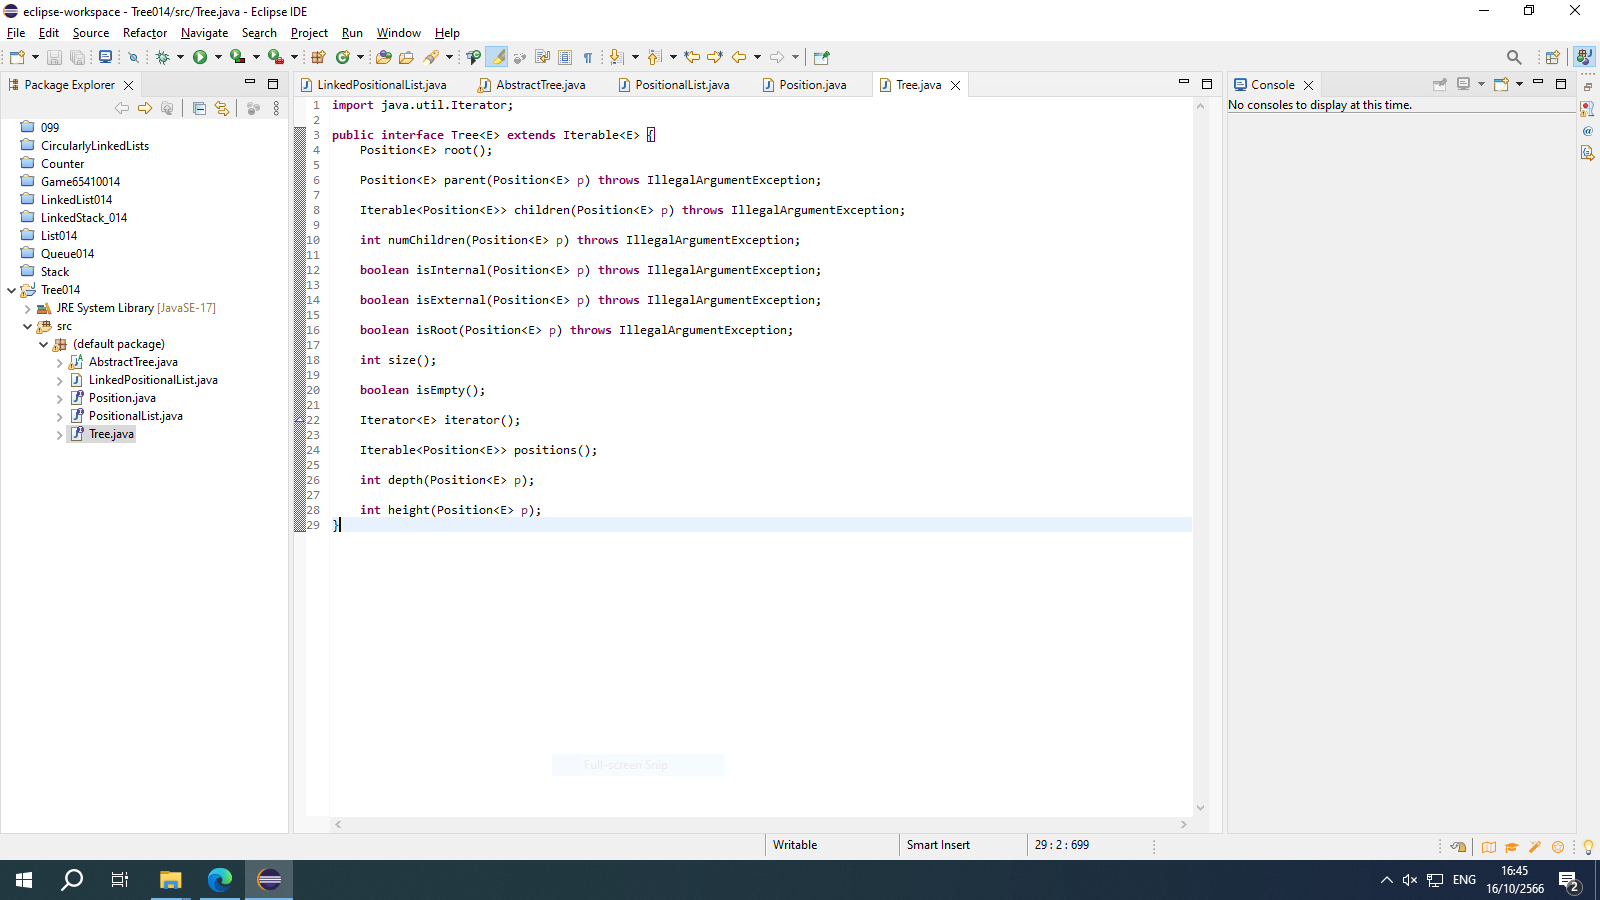 eclipse-workspace - Tree014/src/Tree.java - Eclipse IDE
File Edit Source Refactor Navigate Search Project Run Window Help
Package Explorer
099
CircularlyLinkedLists
Counter
Game65410014
LinkedList014
LinkedStack_014
List014
Queue014
Stack
Tree014
JRE System Library [JavaSE-17]
src
(default package)
AbstractTree.java
LinkedPositionalList.java
Position.java
PositionalList.java
Tree.java
LinkedPositionalList.java AbstractTree.java PositionalList.java Position.java Tree.java
1 import java.util.Iterator;
2
3 public interface Tree<E> extends Iterable<E> {
4 Position<E> root();
5
6 Position<E> parent(Position<E> p) throws IllegalArgumentException;
7
8 Iterable<Position<E>> children(Position<E> p) throws IllegalArgumentException;
9
10 int numChildren(Position<E> p) throws IllegalArgumentException;
11
12 boolean isInternal(Position<E> p) throws IllegalArgumentException;
13
14 boolean isExternal(Position<E> p) throws IllegalArgumentException;
15
16 boolean isRoot(Position<E> p) throws IllegalArgumentException;
17
18 int size();
19
20 boolean isEmpty();
21
22 Iterator<E> iterator();
23
24 Iterable<Position<E>> positions();
25
26 int depth(Position<E> p);
27
28 int height(Position<E> p);
29 }
Full-screen Snip
Console
No consoles to display at this time.
Writable Smart Insert 29 : 2 : 699
ENG
16:45
16/10/2566
2